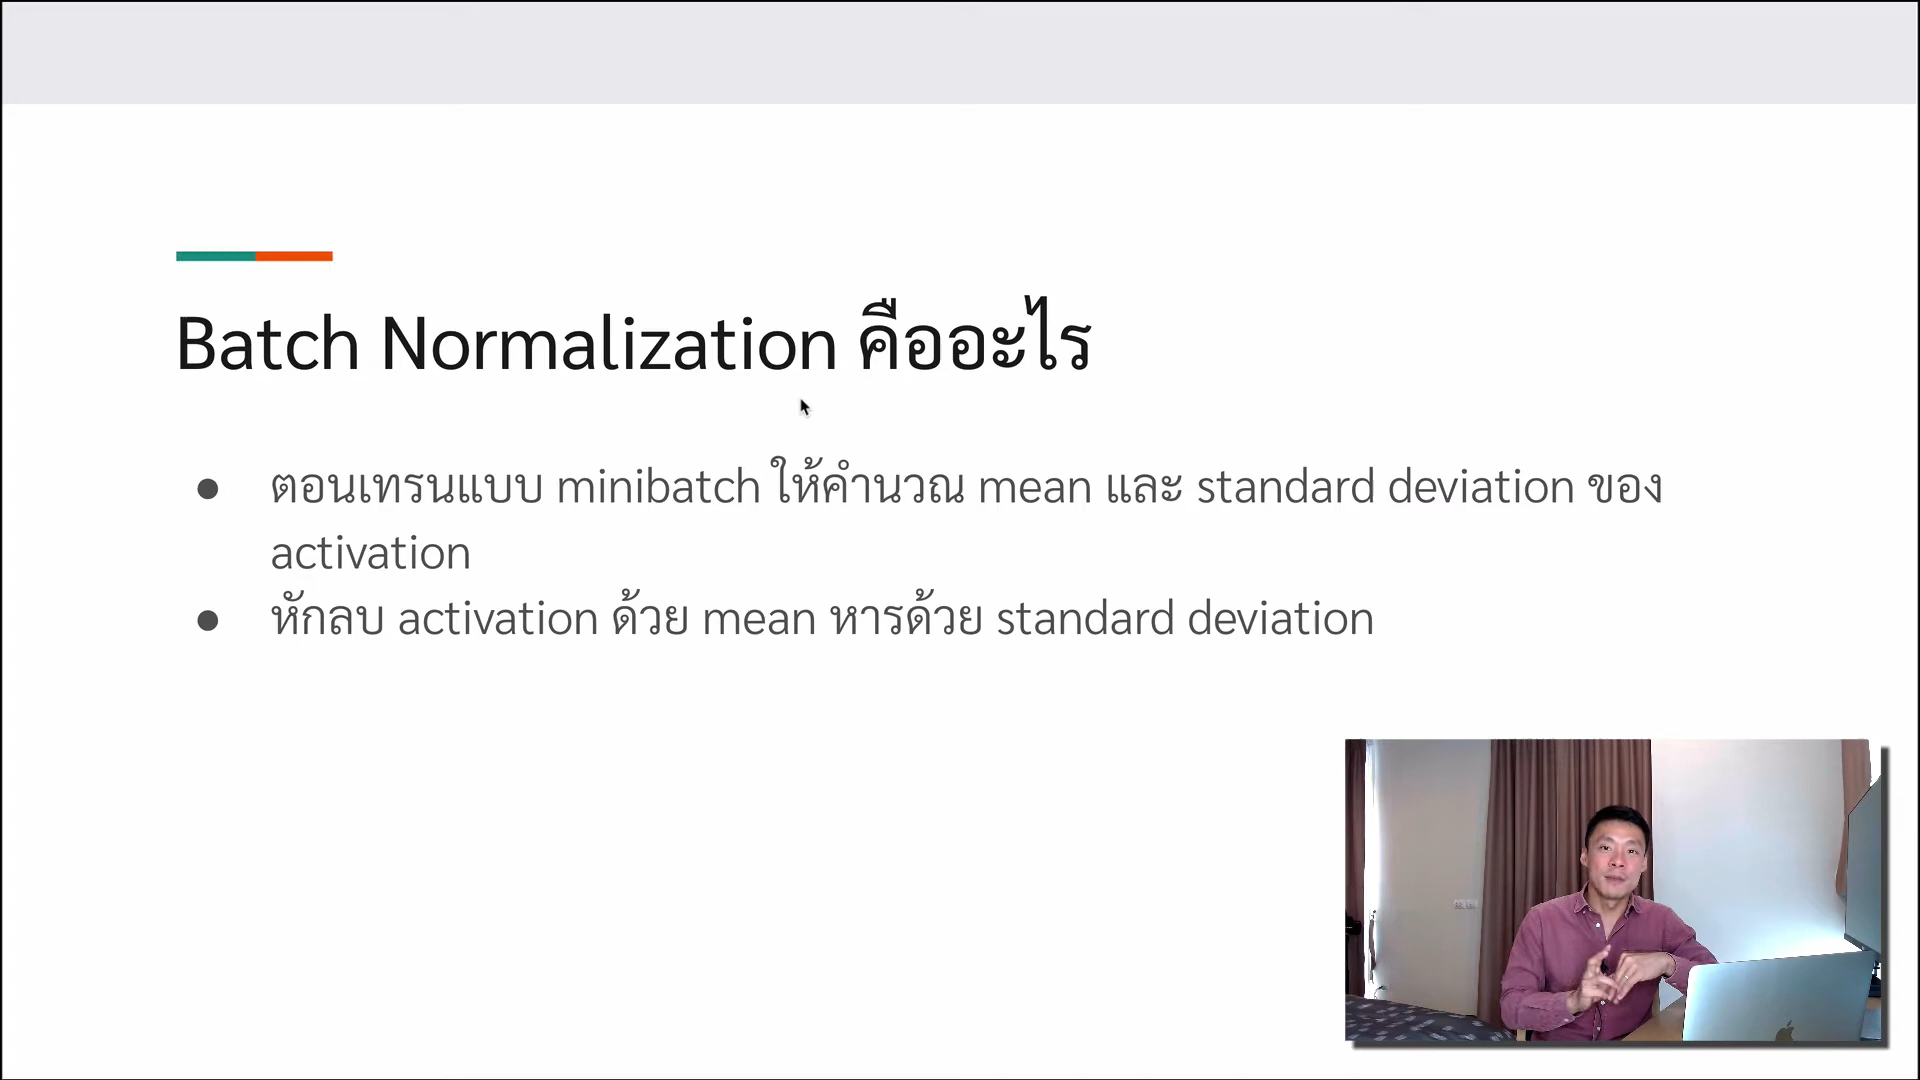 Batch Normalization คืออะไร
● ตอนเทรนแบบ minibatch ให้คำนวณ mean และ standard deviation ของ
activation
● หักลบ activation ด้วย mean หารด้วย standard deviation